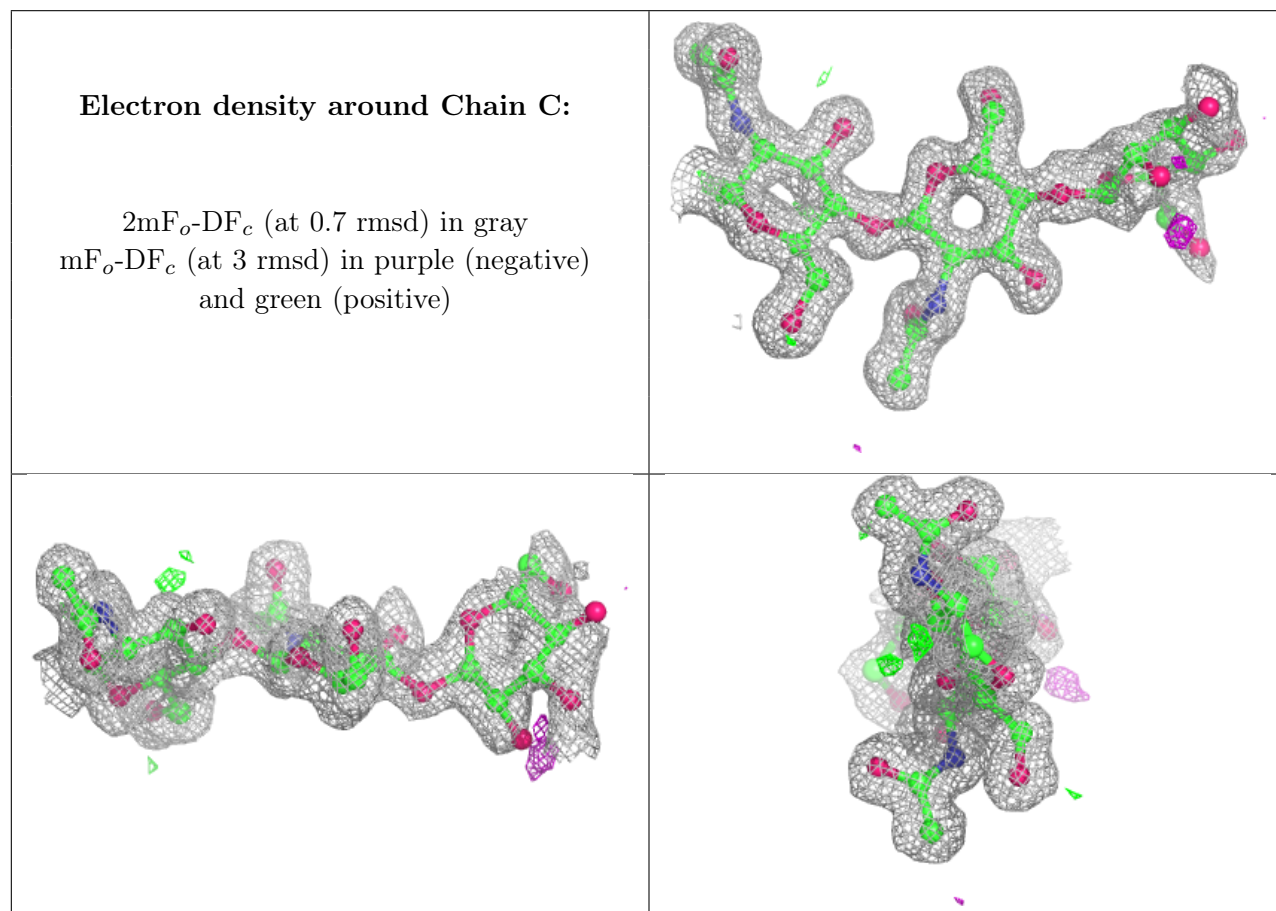 Electron density around Chain C:
2mFo-DFc (at 0.7 rmsd) in gray
mFo-DFc (at 3 rmsd) in purple (negative)
and green (positive)